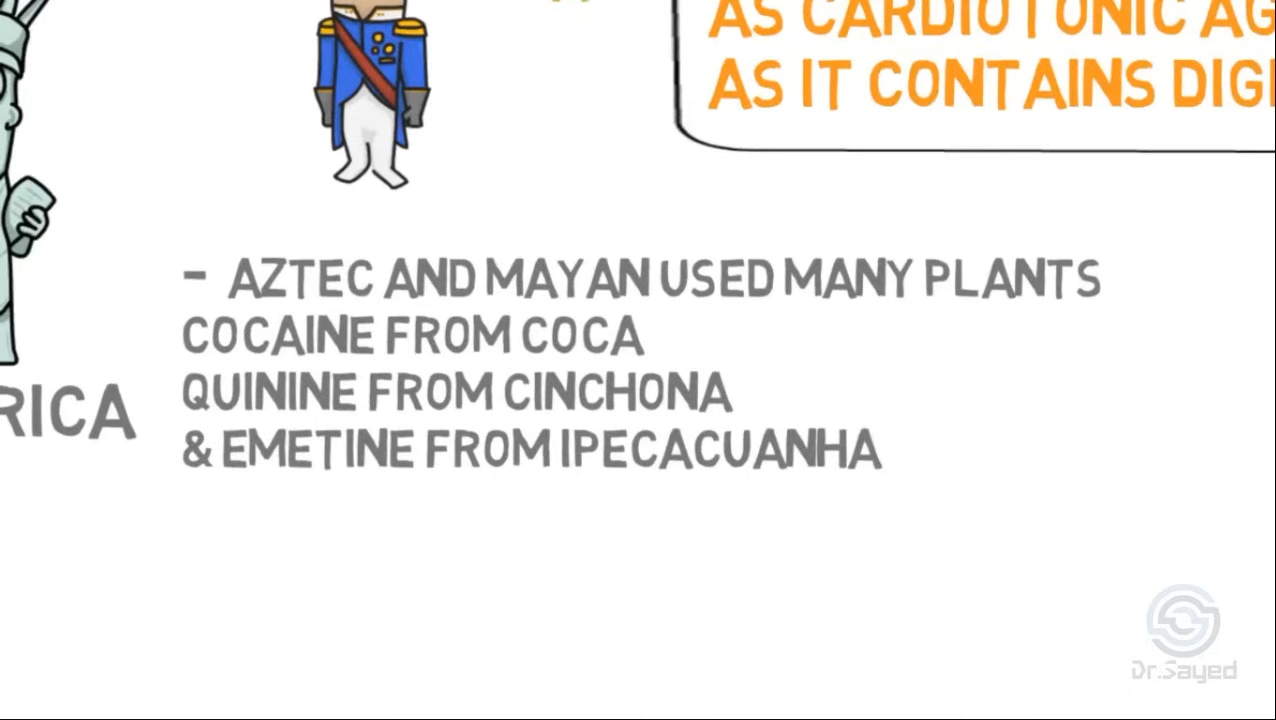 AS CARDIOTONIC AG
AS IT CONTAINS DIGI
- AZTEC AND MAYAN USED MANY PLANTS
COCAINE FROM COCA
QUININE FROM CINCHONA
& EMETINE FROM IPECACUANHA
RICA
Dr.Sayed